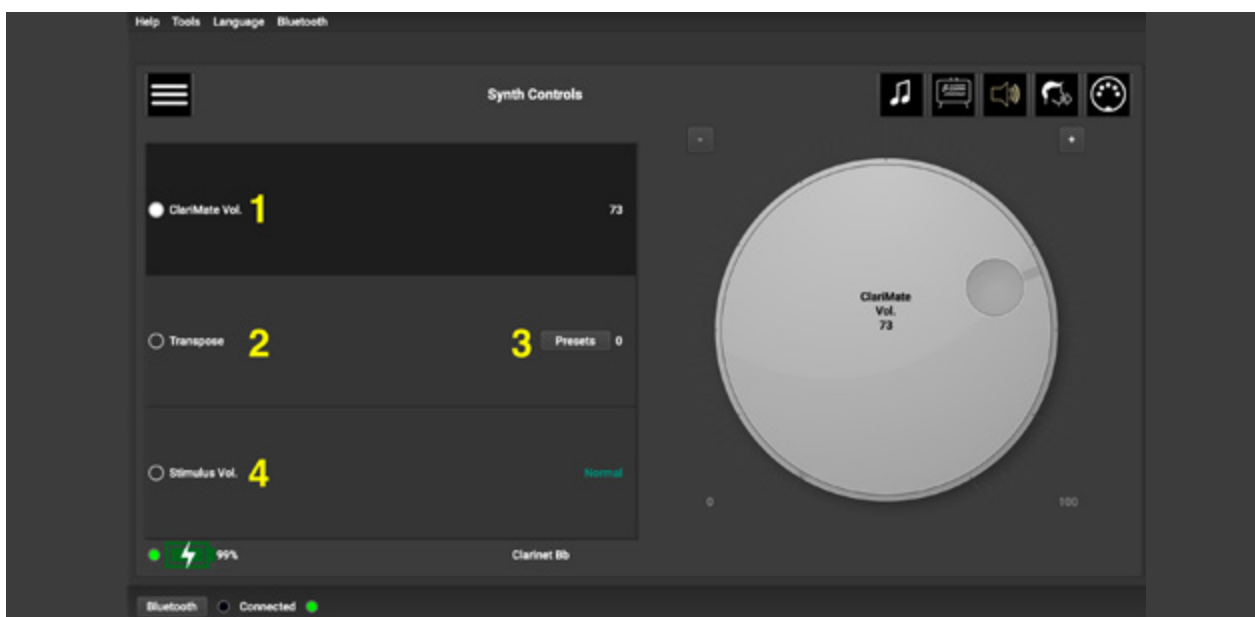 Help Tools Language Bluetooth
Synth Controls
- +
ClariMate Vol. 1 73
Transpose 2 3 Presets 0
Stimulus Vol. 4 Normal
ClariMate
Vol.
73
0 100
99% Clarinet Bb
Bluetooth Connected